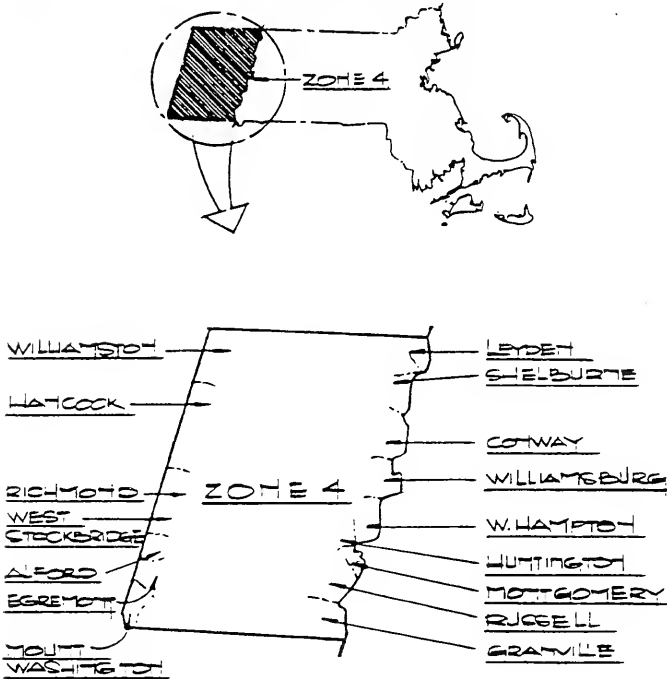 ZONE 4
WILLIAMSTON
HANCOCK
RICHMOND
WEST
STOCKBRIDGE
ALFORD
EGREMONT
MOUNT
WASHINGTON
ZONE 4
LEYDEN
SHELBURNE
CONWAY
WILLIAMSBURG
W.HAMPTON
HUNTINGTON
MONTGOMERY
RUSSELL
GRANVILLE